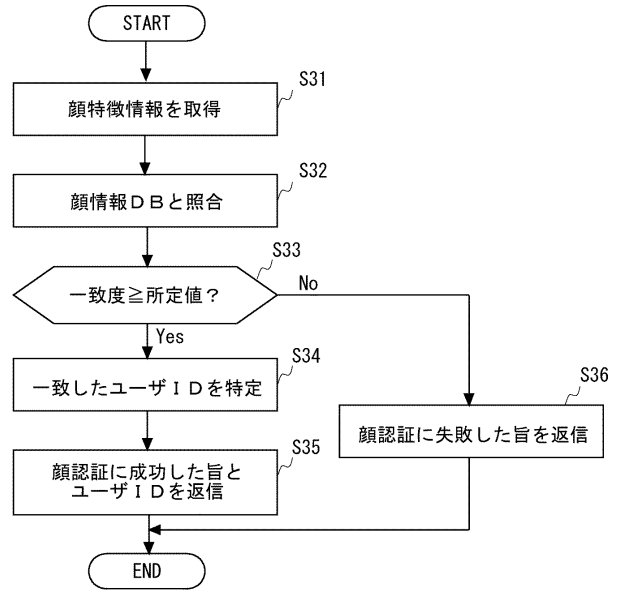 START
S31
顔特徴情報を取得
S32
顔情報DBと照合
S33
一致度≧所定値？
No
Yes
S34
一致したユーザIDを特定
S36
顔認証に失敗した旨を返信
S35
顔認証に成功した旨と
ユーザIDを返信
END